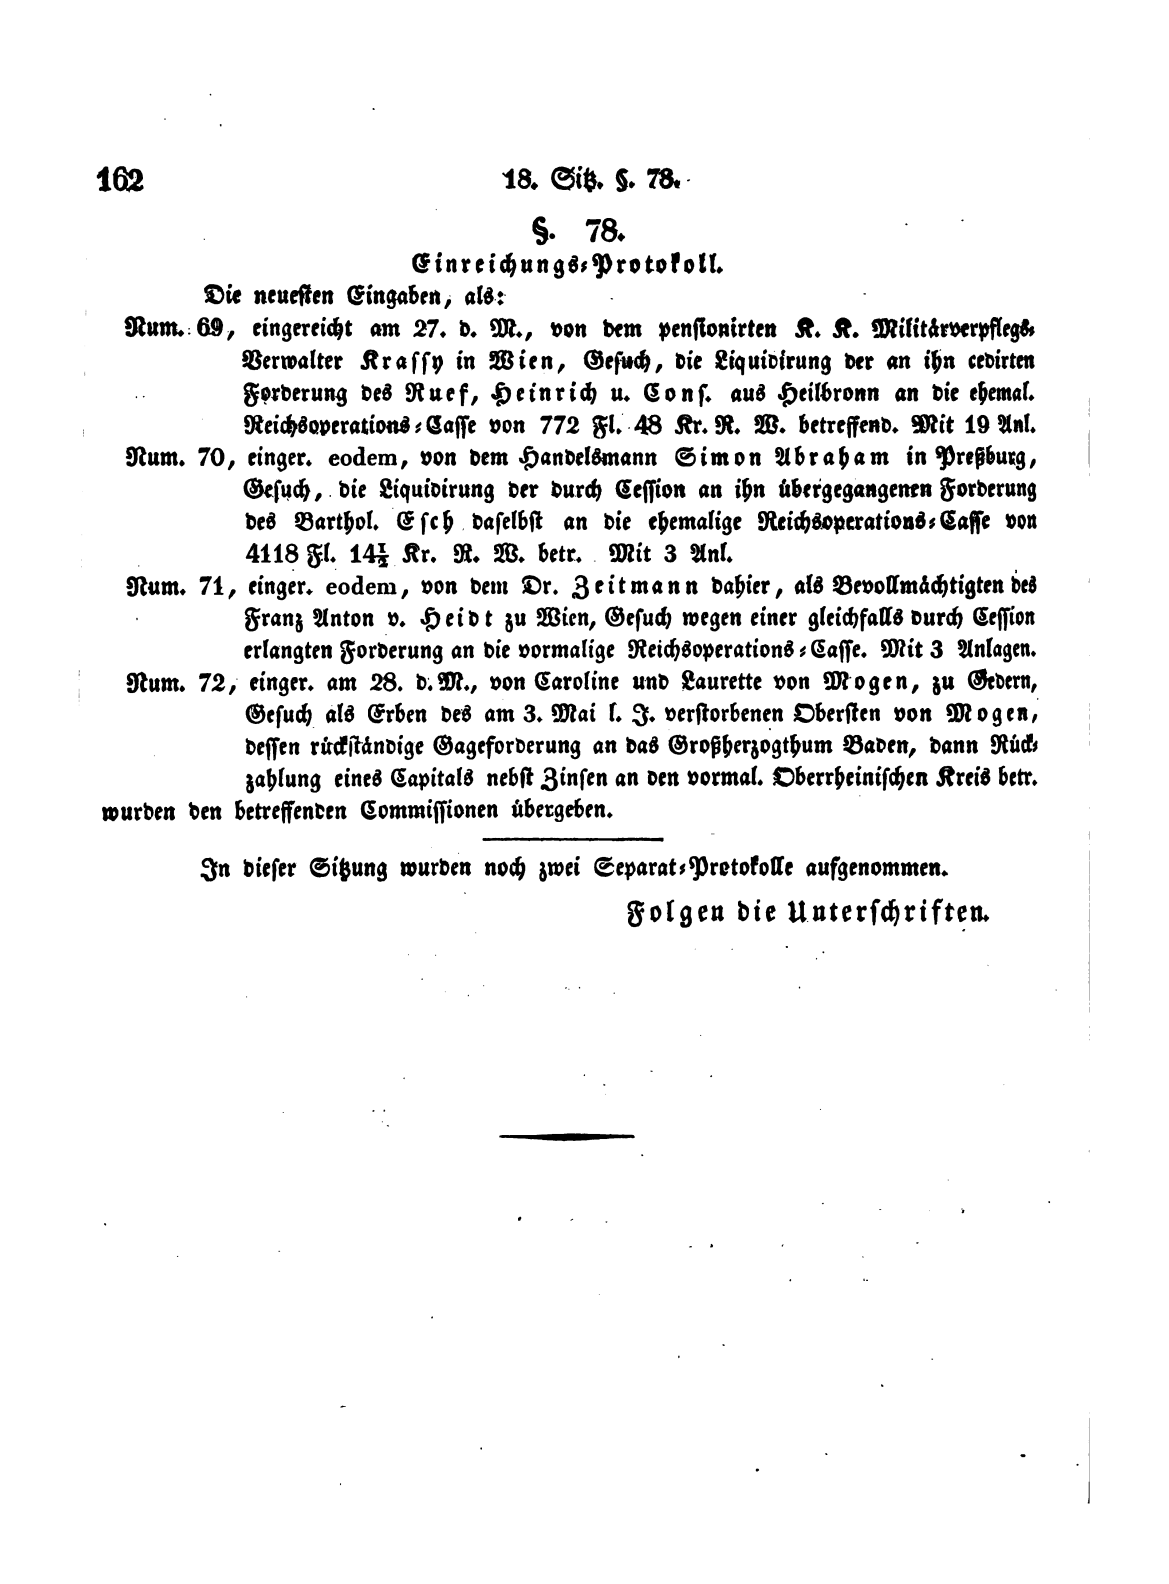 162 18. Sitz. §. 78.
§. 78.
Einreichungs-Protokoll.
Die neuesten Eingaben, als:
Num. 69, eingereicht am 27. d. M., von dem pensionirten K. K. Militärverpflegs-
Verwalter Krassy in Wien, Gesuch, die Liquidirung der an ihn cedirten
Forderung des Ruef, Heinrich u. Cons. aus Heilbronn an die ehemal.
Reichsoperations-Casse von 772 Fl. 48 Kr. R. W. betreffend. Mit 19 Anl.
Num. 70, einger. eodem, von dem Handelsmann Simon Abraham in Preßburg,
Gesuch, die Liquidirung der durch Cession an ihn übergegangenen Forderung
des Barthol. Esch daselbst an die ehemalige Reichsoperations-Casse von
4118 Fl. 14½ Kr. R. W. betr. Mit 3 Anl.
Num. 71, einger. eodem, von dem Dr. Zeitmann dahier, als Bevollmächtigten des
Franz Anton v. Heidt zu Wien, Gesuch wegen einer gleichfalls durch Cession
erlangten Forderung an die vormalige Reichsoperations-Casse. Mit 3 Anlagen.
Num. 72, einger. am 28. d. M., von Caroline und Laurette von Mogen, zu Gedern,
Gesuch als Erben des am 3. Mai l. J. verstorbenen Obersten von Mogen,
dessen rückständige Gageforderung an das Großherzogthum Baden, dann Rück-
zahlung eines Capitals nebst Zinsen an den vormal. Oberrheinischen Kreis betr.
wurden den betreffenden Commissionen übergeben.
In dieser Sitzung wurden noch zwei Separat-Protokolle aufgenommen.
Folgen die Unterschriften.